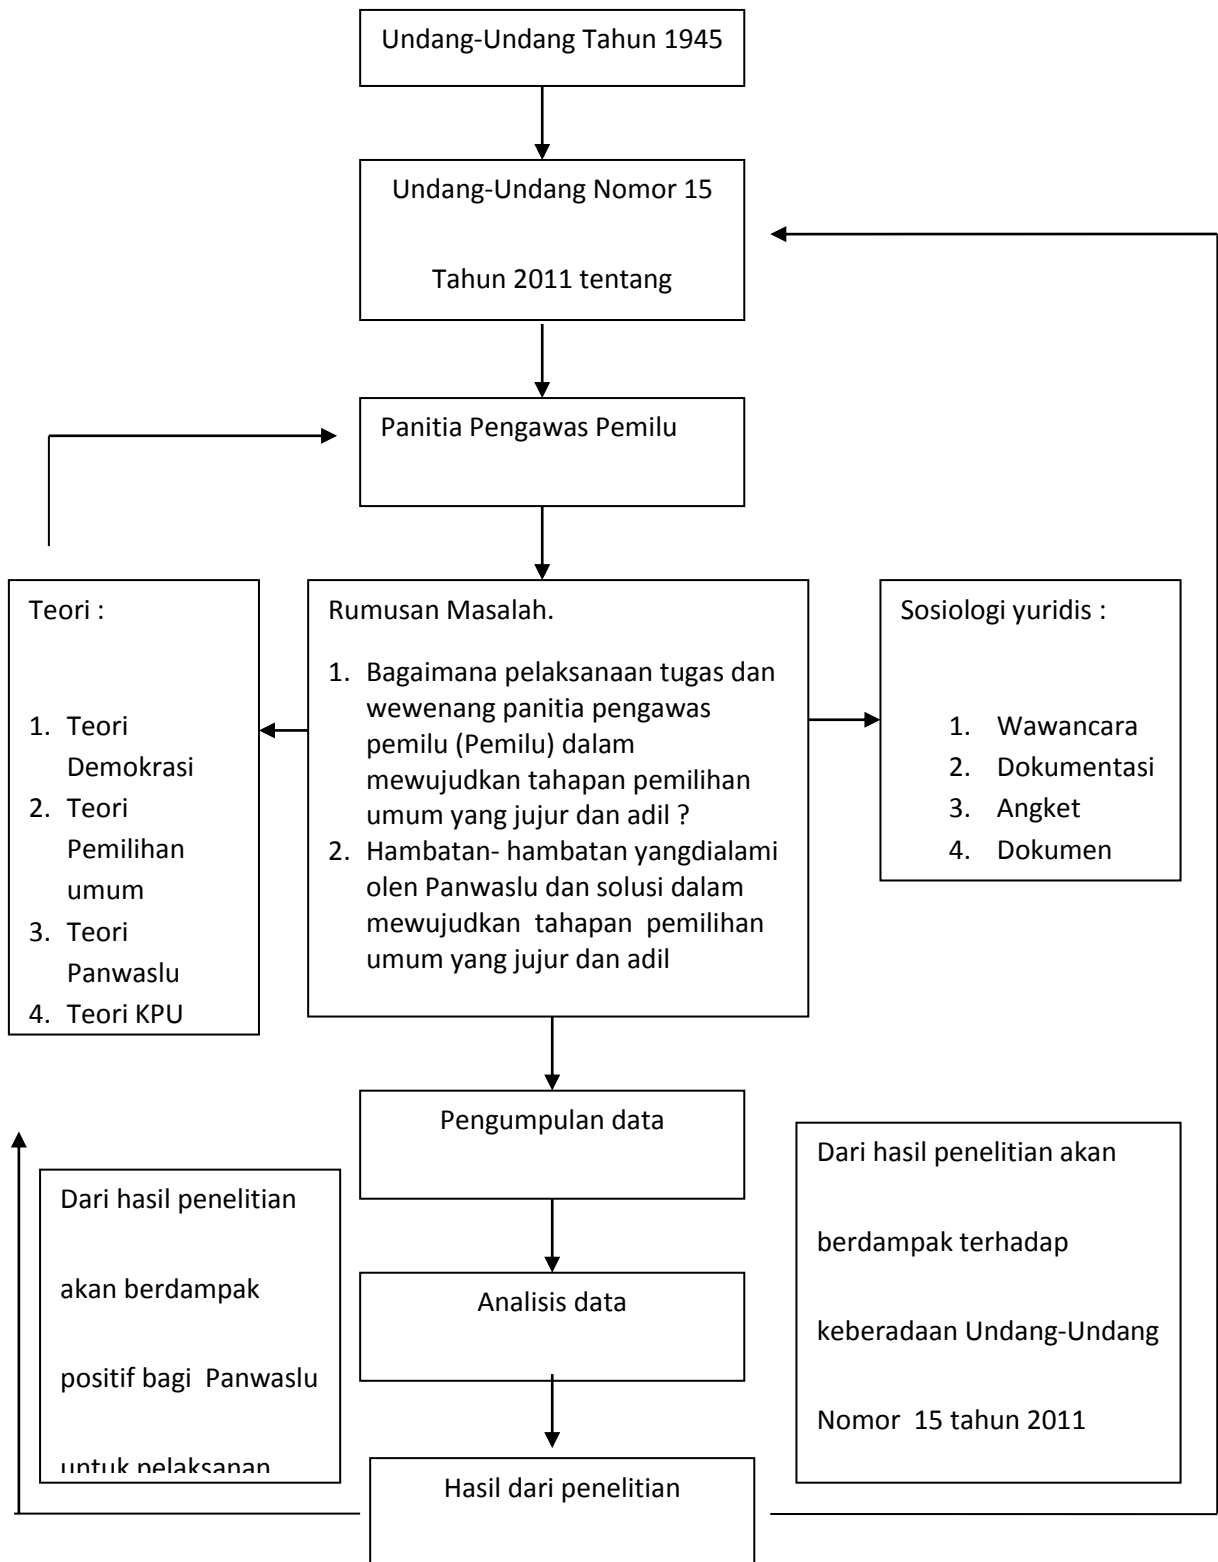 Undang-Undang Tahun 1945
Undang-Undang Nomor 15
Tahun 2011 tentang
Panitia Pengawas Pemilu
Teori :
1. Teori
Demokrasi
2. Teori
Pemilihan
umum
3. Teori
Panwaslu
4. Teori KPU
Rumusan Masalah.
1. Bagaimana pelaksanaan tugas dan
wewenang panitia pengawas
pemilu (Pemilu) dalam
mewujudkan tahapan pemilihan
umum yang jujur dan adil ?
2. Hambatan- hambatan yangdialami
olen Panwaslu dan solusi dalam
mewujudkan tahapan pemilihan
umum yang jujur dan adil
Sosiologi yuridis :
1. Wawancara
2. Dokumentasi
3. Angket
4. Dokumen
Pengumpulan data
Dari hasil penelitian
akan berdampak
positif bagi Panwaslu
untuk pelaksanan
Analisis data
Dari hasil penelitian akan
berdampak terhadap
keberadaan Undang-Undang
Nomor 15 tahun 2011
Hasil dari penelitian